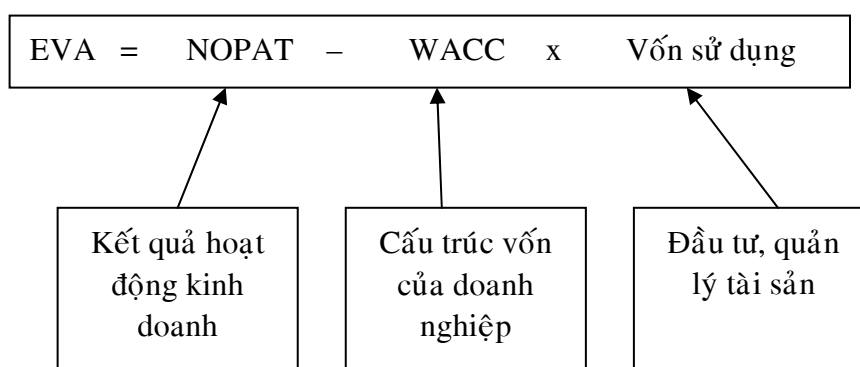 EVA = NOPAT – WACC x Vốn sử dụng
Kết quả hoạt
động kinh
doanh
Cấu trúc vốn
của doanh
nghiệp
Đầu tư, quản
lý tài sản